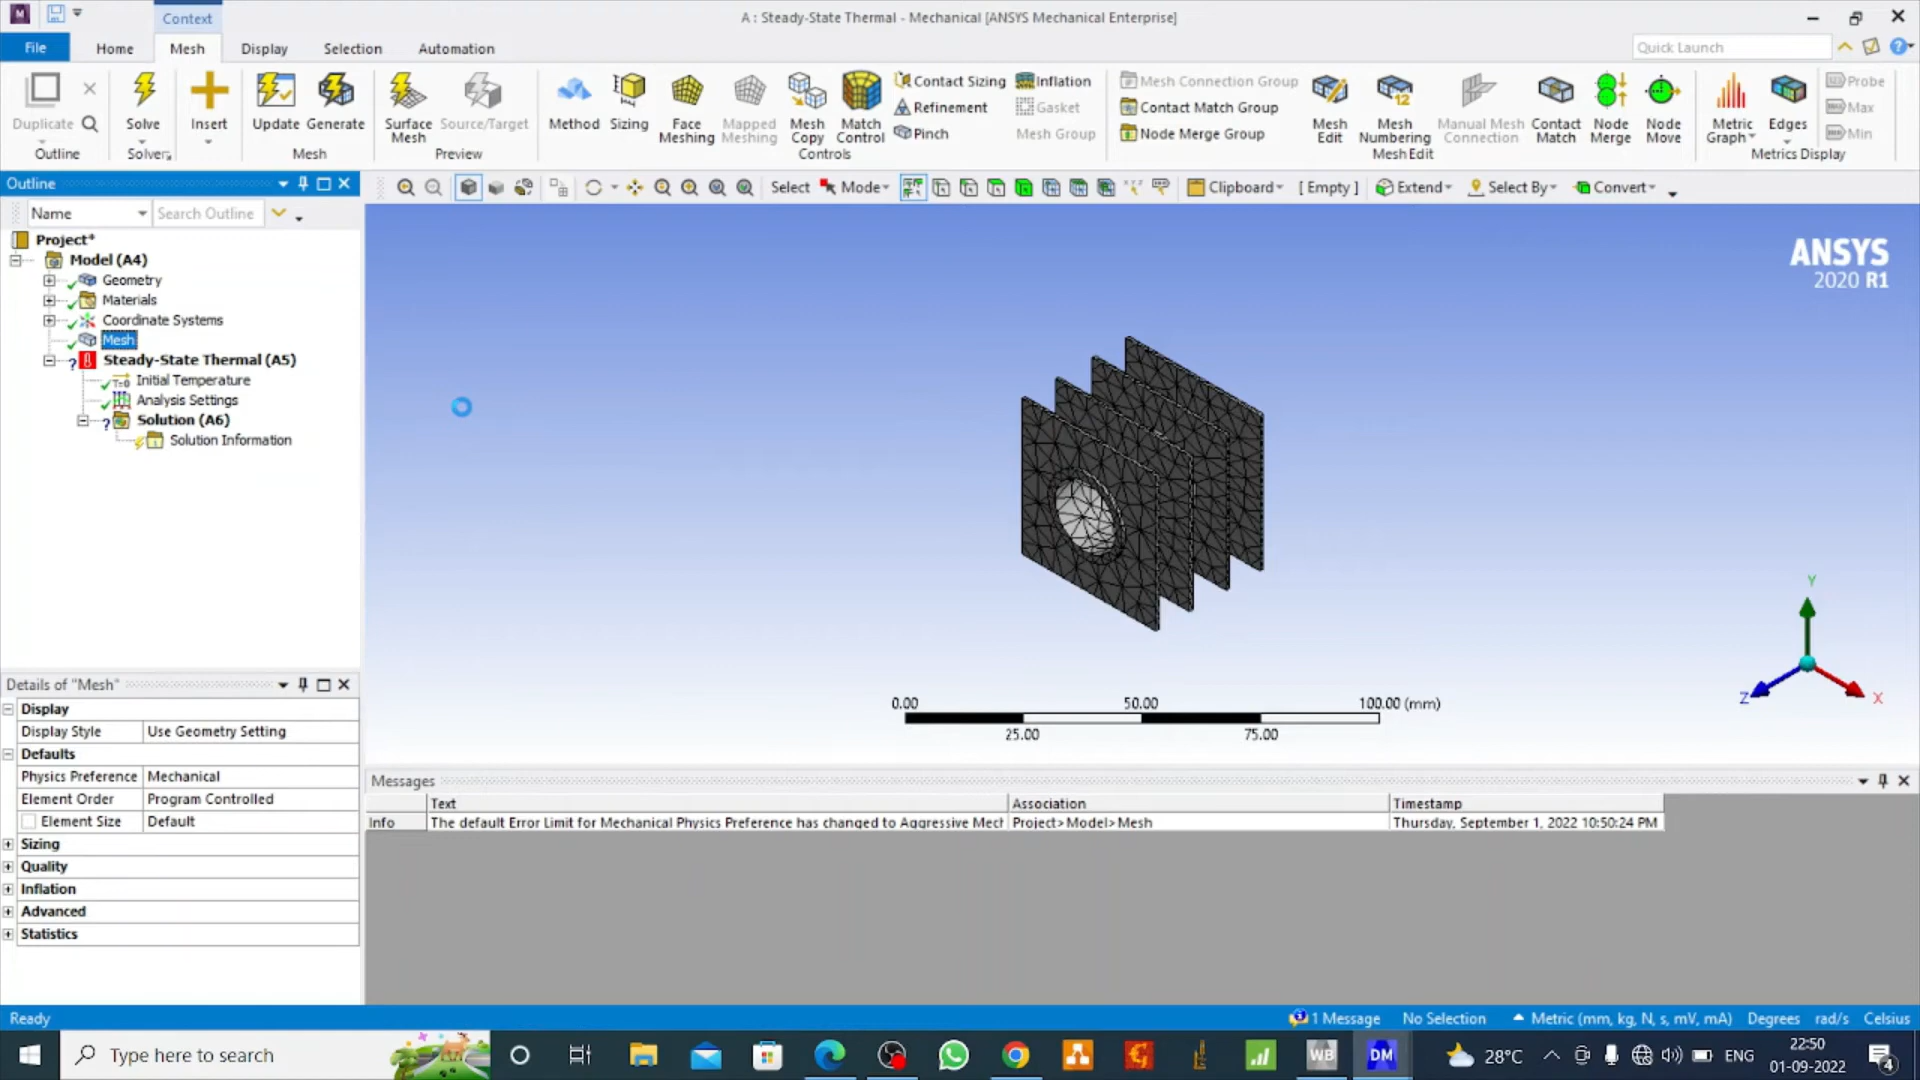 Context
A : Steady-State Thermal - Mechanical [ANSYS Mechanical Enterprise]
File Home Mesh Display Selection Automation
Quick Launch
Duplicate
Outline
Solve
Solver
Insert
Update Generate
Mesh
Surface Mesh
Source/Target
Preview
Method Sizing
Face Meshing
Mapped Meshing
Mesh Copy
Match Control
Contact Sizing
Refinement
Pinch
Inflation
Gasket
Mesh Group
Controls
Mesh Connection Group
Contact Match Group
Node Merge Group
Mesh Edit
Mesh Numbering
Manual Mesh Connection
Contact Match
Node Merge
Node Move
Mesh Edit
Metric Graph
Edges
Probe
Max
Min
Metrics Display
Outline
Select Mode Clipboard [ Empty ] Extend Select By Convert
Name Search Outline
Project*
Model (A4)
Geometry
Materials
Coordinate Systems
Mesh
Steady-State Thermal (A5)
Initial Temperature
Analysis Settings
Solution (A6)
Solution Information
ANSYS
2020 R1
Y
Z
X
0.00 50.00 100.00 (mm)
25.00 75.00
Details of "Mesh"
Display
Display Style Use Geometry Setting
Defaults
Physics Preference Mechanical
Element Order Program Controlled
Element Size Default
Sizing
Quality
Inflation
Advanced
Statistics
Messages
Text Association Timestamp
Info The default Error Limit for Mechanical Physics Preference has changed to Aggressive Mect Project>Model>Mesh Thursday, September 1, 2022 10:50:24 PM
Ready 1 Message No Selection Metric (mm, kg, N, s, mV, mA) Degrees rad/s Celsius
Type here to search
WB
DM
28°C
ENG
22:50
01-09-2022
4